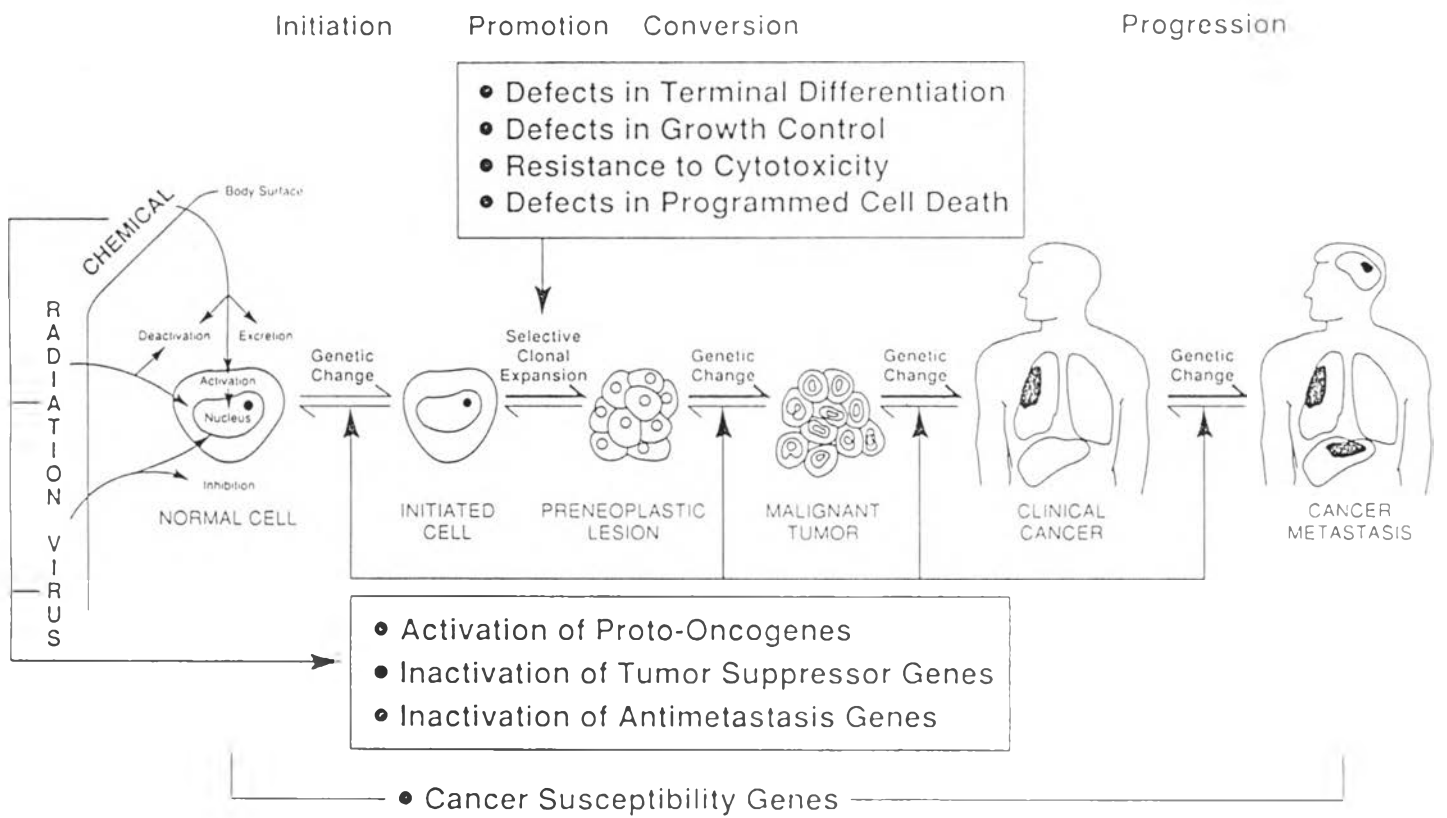 Initiation Promotion Conversion Progression
• Defects in Terminal Differentiation
• Defects in Growth Control
• Resistance to Cytotoxicity
• Defects in Programmed Cell Death
CHEMICAL
Body Surface
RADIATION VIRUS
Deactivation
Excretion
Activation
Nucleus
Inhibition
NORMAL CELL
Genetic
Change
INITIATED
CELL
Selective
Clonal
Expansion
PRENEOPLASTIC
LESION
Genetic
Change
MALIGNANT
TUMOR
Genetic
Change
CLINICAL
CANCER
Genetic
Change
CANCER
METASTASIS
• Activation of Proto-Oncogenes
• Inactivation of Tumor Suppressor Genes
• Inactivation of Antimetastasis Genes
• Cancer Susceptibility Genes